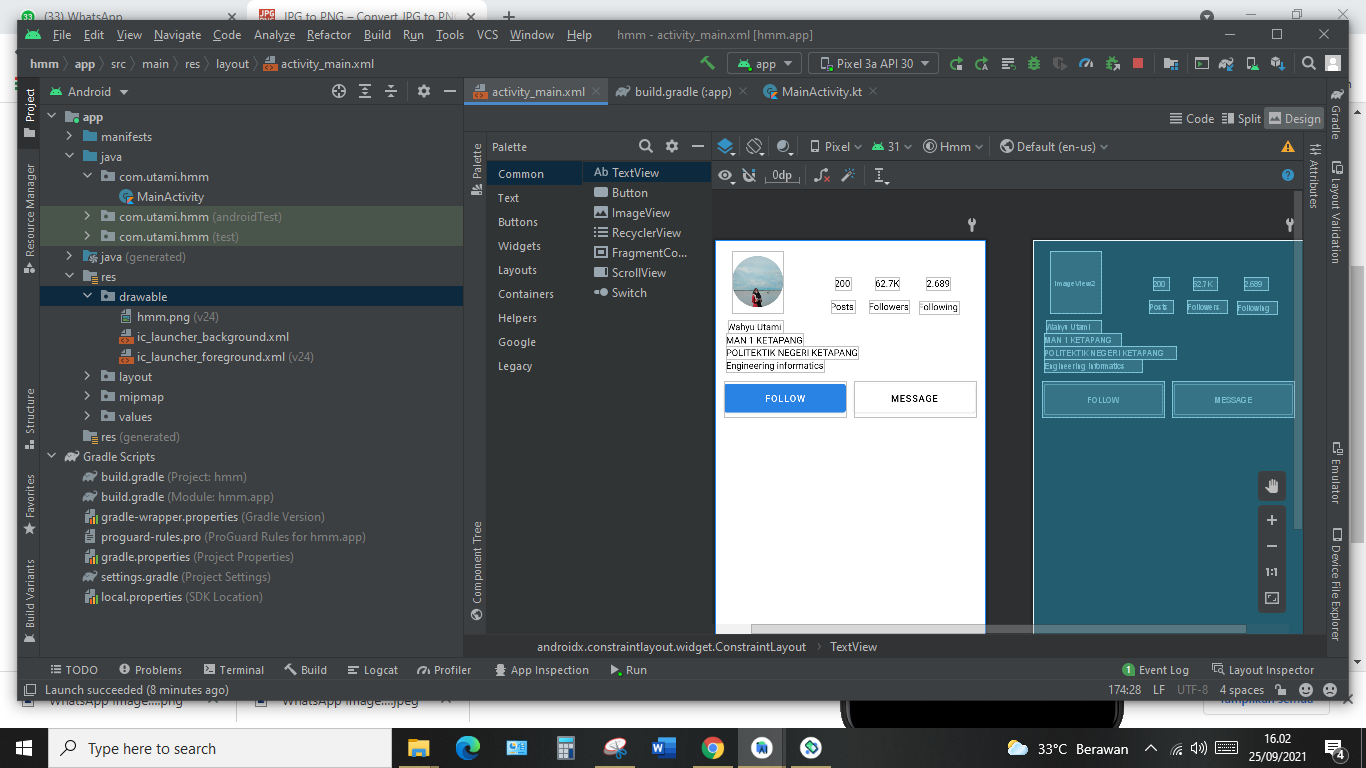 (33) WhatsApp
JPG to PNG – Convert JPG to PNG
File Edit View Navigate Code Analyze Refactor Build Run Tools VCS Window Help hmm - activity_main.xml [hmm.app]
hmm app src main res layout activity_main.xml
app Pixel 3a API 30
Android
activity_main.xml build.gradle (:app) MainActivity.kt
Code Split Design
Project
Resource Manager
Structure
Favorites
Build Variants
app
manifests
java
com.utami.hmm
MainActivity
com.utami.hmm (androidTest)
com.utami.hmm (test)
java (generated)
res
drawable
hmm.png (v24)
ic_launcher_background.xml
ic_launcher_foreground.xml (v24)
layout
mipmap
values
res (generated)
Gradle Scripts
build.gradle (Project: hmm)
build.gradle (Module: hmm.app)
gradle-wrapper.properties (Gradle Version)
proguard-rules.pro (ProGuard Rules for hmm.app)
gradle.properties (Project Properties)
settings.gradle (Project Settings)
local.properties (SDK Location)
Palette
Component Tree
Palette
Common
Text
Buttons
Widgets
Layouts
Containers
Helpers
Google
Legacy
Ab TextView
Button
ImageView
RecyclerView
FragmentCo...
ScrollView
Switch
Pixel 31 Hmm Default (en-us)
0dp
200 62.7K 2.689
Posts Followers Following
Wahyu Utami
MAN 1 KETAPANG
POLITEKTIK NEGERI KETAPANG
Engineering informatics
FOLLOW MESSAGE
ImageView2
200 62.7K 2.689
Posts Followers Following
Wahyu Utami
MAN 1 KETAPANG
POLITEKTIK NEGERI KETAPANG
Engineering informatics
FOLLOW MESSAGE
1:1
Attributes
Gradle
Layout Validation
Emulator
Device File Explorer
androidx.constraintlayout.widget.ConstraintLayout TextView
TODO Problems Terminal Build Logcat Profiler App Inspection Run 1 Event Log Layout Inspector
Launch succeeded (8 minutes ago) 174:28 LF UTF-8 4 spaces
WhatsApp Image....png WhatsApp Image....jpeg Tampilkan semua
Type here to search
33°C Berawan
16.02
25/09/2021
4